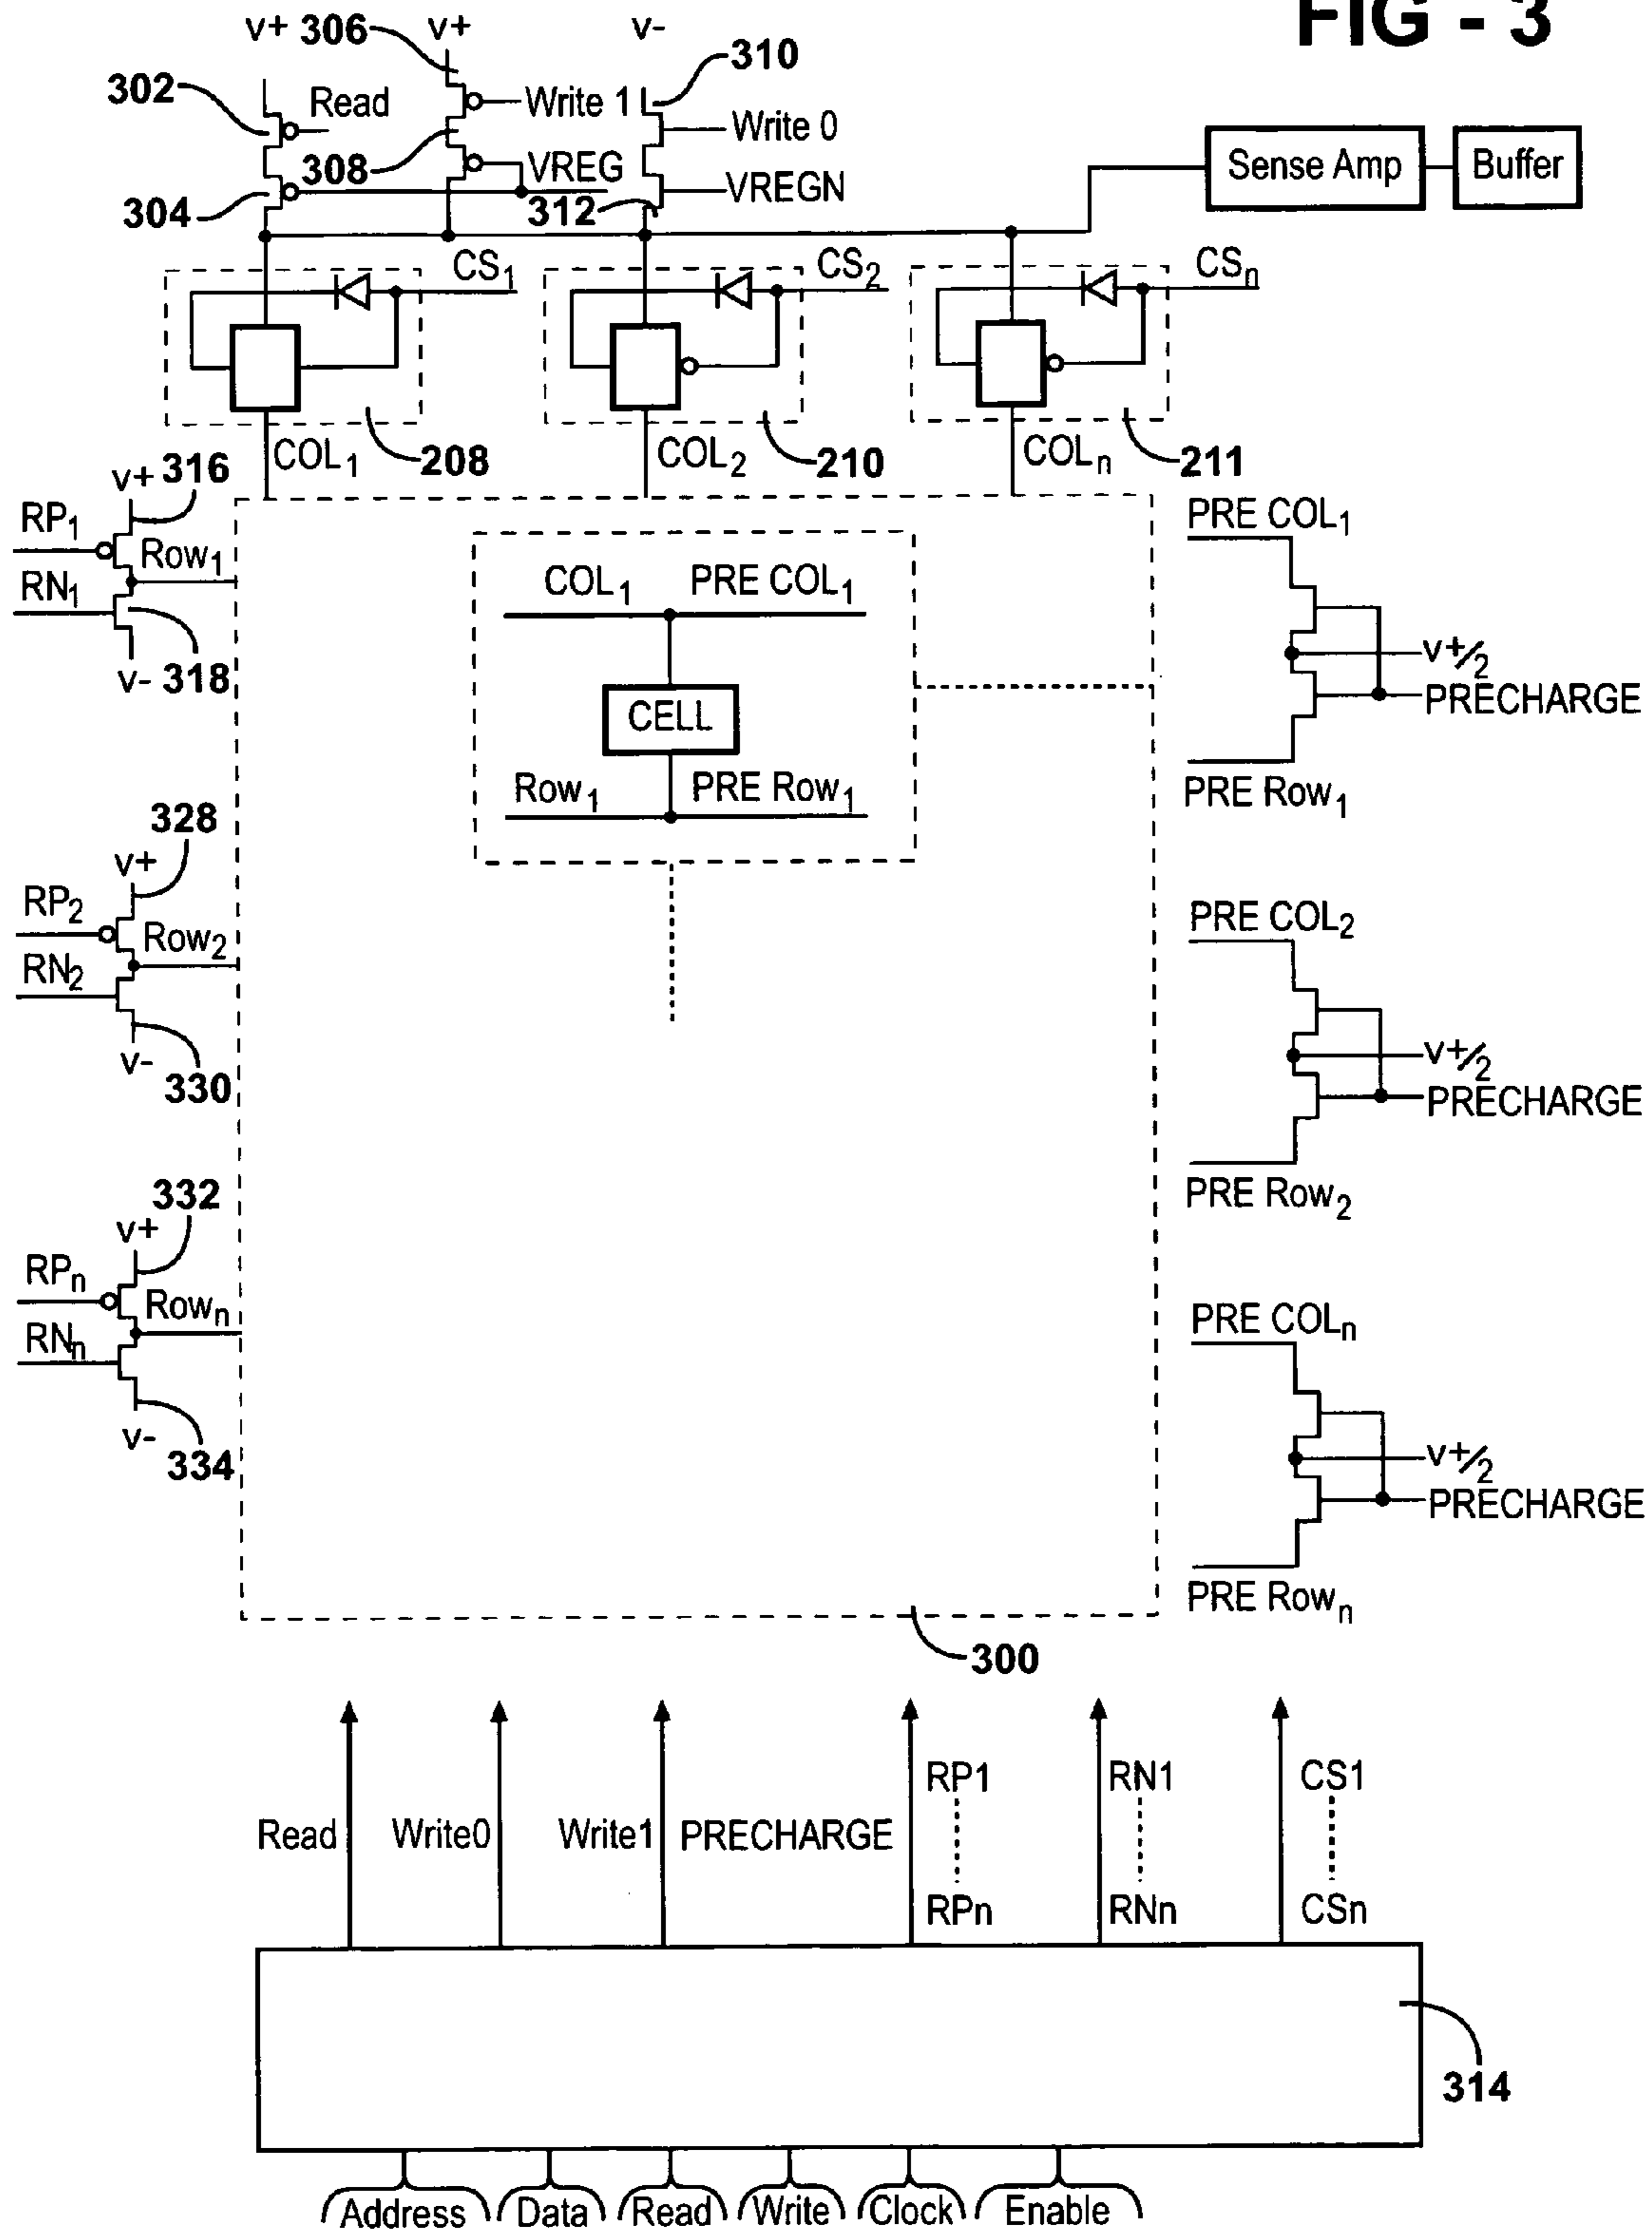 FIG - 3
v+ 306 v+ v-
310
302 Read
Write 1
Write 0
308 VREG
304 312 VREGN
Sense Amp Buffer
CS1 CS2 CSn
COL1 208 COL2 210 COLn 211
v+ 316
RP1 Row1
RN1
v- 318
COL1 PRE COL1
CELL
Row1 PRE Row1
PRE COL1
v+/2
PRECHARGE
PRE Row1
328
v+
RP2 Row2
RN2
v-
330
PRE COL2
v+/2
PRECHARGE
PRE Row2
332
v+
RPn Rown
RNn
v-
334
PRE COLn
v+/2
PRECHARGE
PRE Rown
300
RP1 RN1 CS1
Read Write0 Write1 PRECHARGE
RPn RNn CSn
314
Address Data Read Write Clock Enable